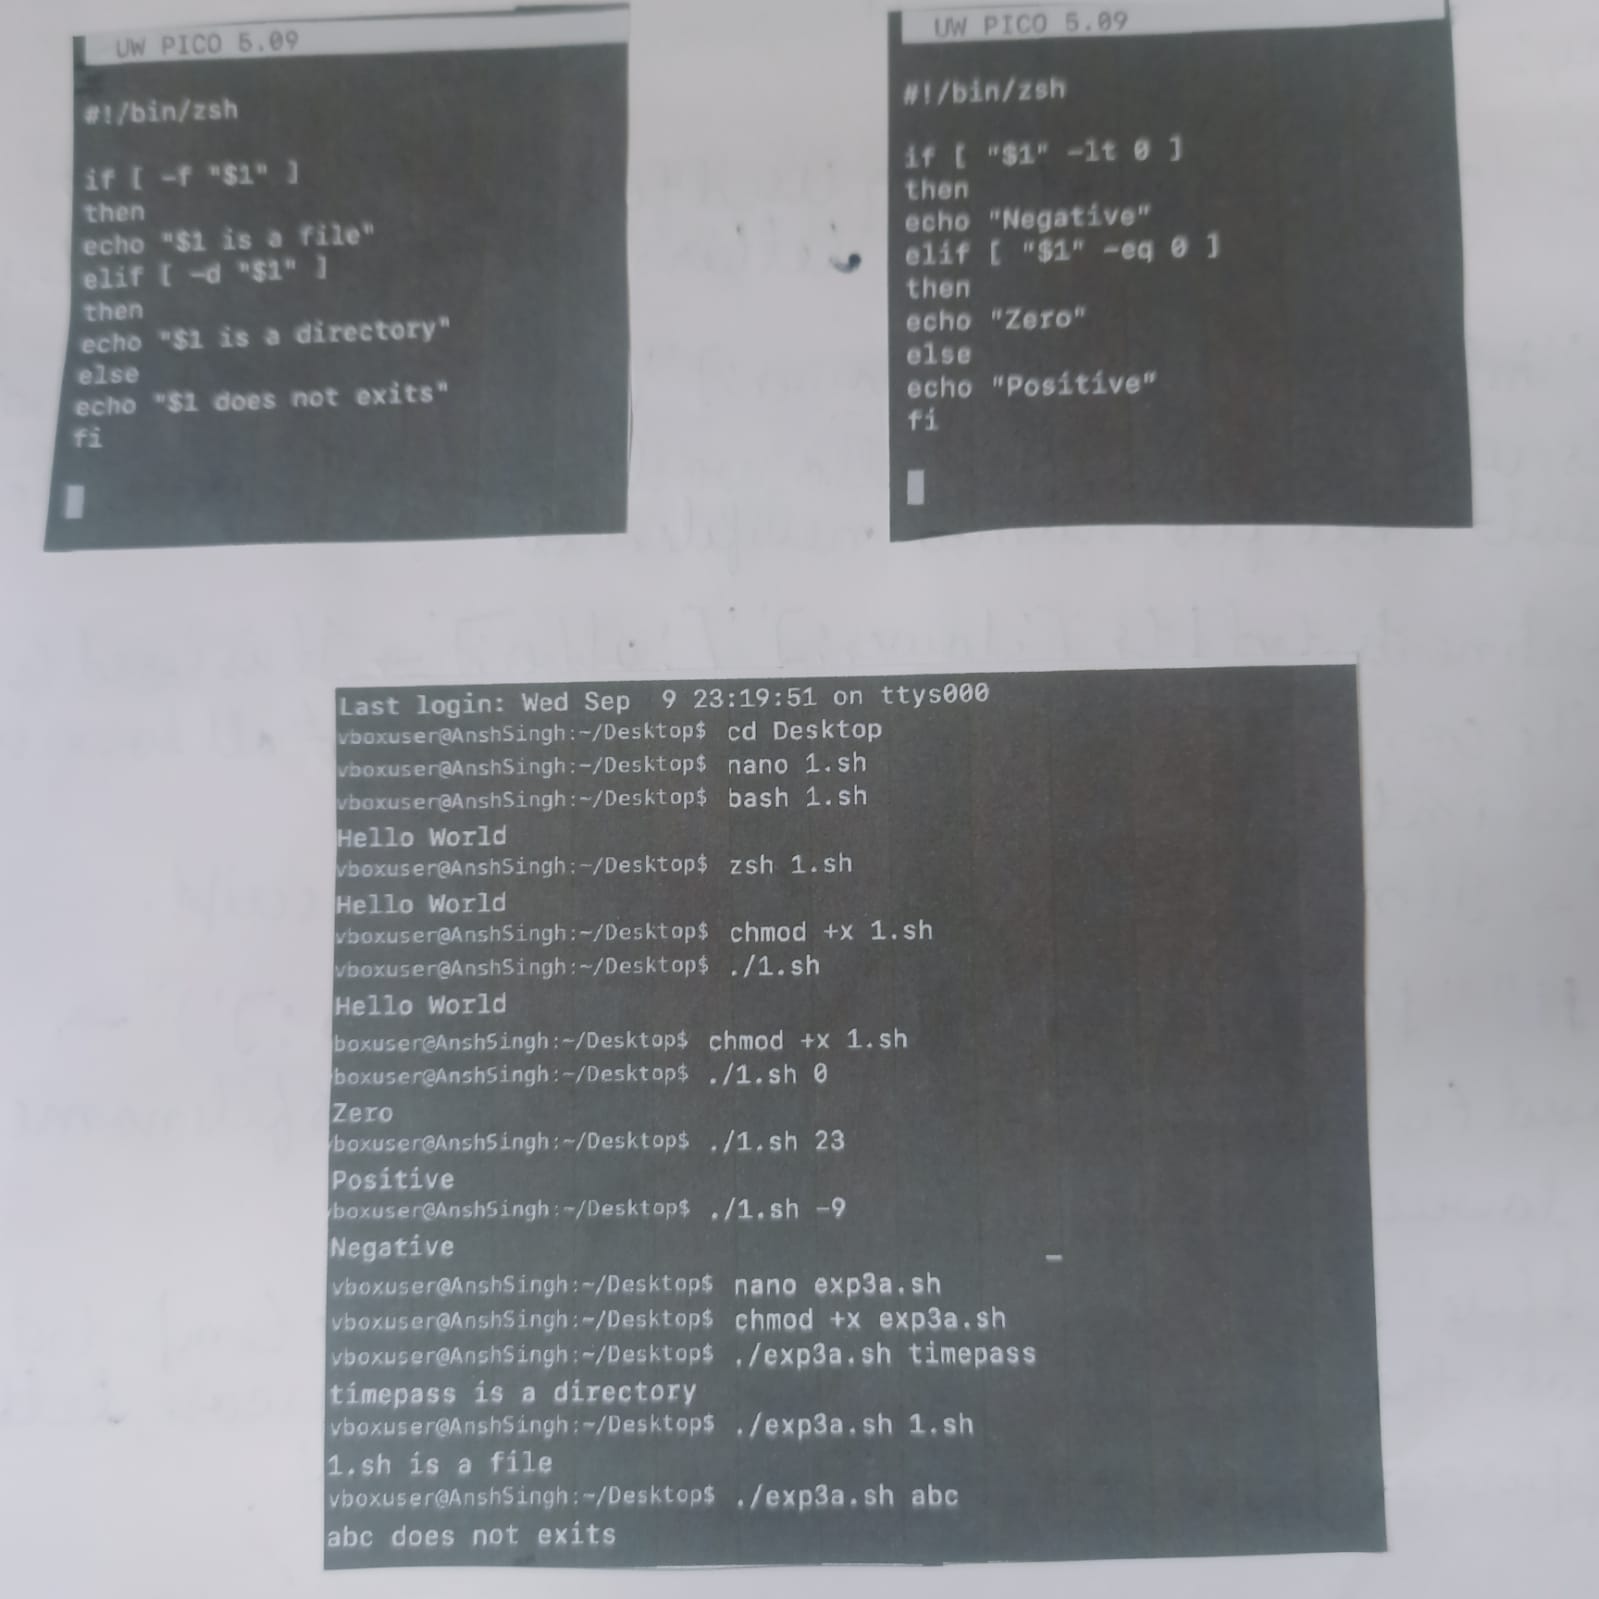 UW PICO 5.09
#!/bin/zsh
if [ -f "$1" ]
then
echo "$1 is a file"
elif [ -d "$1" ]
then
echo "$1 is a directory"
else
echo "$1 does not exits"
fi
UW PICO 5.09
#!/bin/zsh
if [ "$1" -lt 0 ]
then
echo "Negative"
elif [ "$1" -eq 0 ]
then
echo "Zero"
else
echo "Positive"
fi
Last login: Wed Sep  9 23:19:51 on ttys000
vboxuser@AnshSingh:~/Desktop$ cd Desktop
vboxuser@AnshSingh:~/Desktop$ nano 1.sh
vboxuser@AnshSingh:~/Desktop$ bash 1.sh
Hello World
vboxuser@AnshSingh:~/Desktop$ zsh 1.sh
Hello World
vboxuser@AnshSingh:~/Desktop$ chmod +x 1.sh
vboxuser@AnshSingh:~/Desktop$ ./1.sh
Hello World
boxuser@AnshSingh:~/Desktop$ chmod +x 1.sh
boxuser@AnshSingh:~/Desktop$ ./1.sh 0
Zero
boxuser@AnshSingh:~/Desktop$ ./1.sh 23
Positive
boxuser@AnshSingh:~/Desktop$ ./1.sh -9
Negative
vboxuser@AnshSingh:~/Desktop$ nano exp3a.sh
vboxuser@AnshSingh:~/Desktop$ chmod +x exp3a.sh
vboxuser@AnshSingh:~/Desktop$ ./exp3a.sh timepass
timepass is a directory
vboxuser@AnshSingh:~/Desktop$ ./exp3a.sh 1.sh
1.sh is a file
vboxuser@AnshSingh:~/Desktop$ ./exp3a.sh abc
abc does not exits